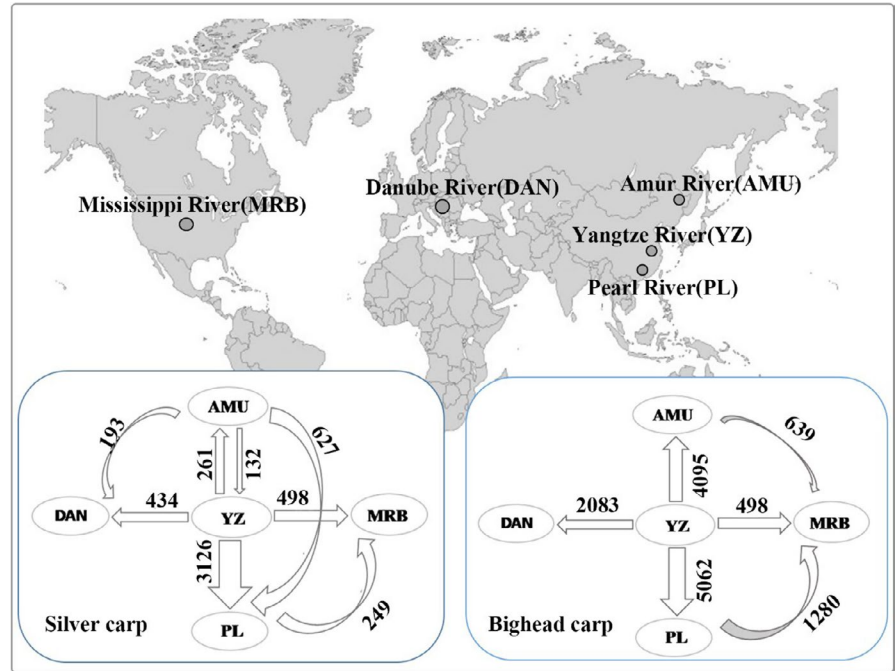 Danube River(DAN)
Amur River(AMU)
Mississippi River(MRB)
Yangtze River(YZ)
Pearl River(PL)
AMU
193
627
261
132
434
498
DAN
YZ
MRB
3126
249
PL
Silver carp
AMU
639
4095
2083
498
DAN
YZ
MRB
5062
1280
PL
Bighead carp